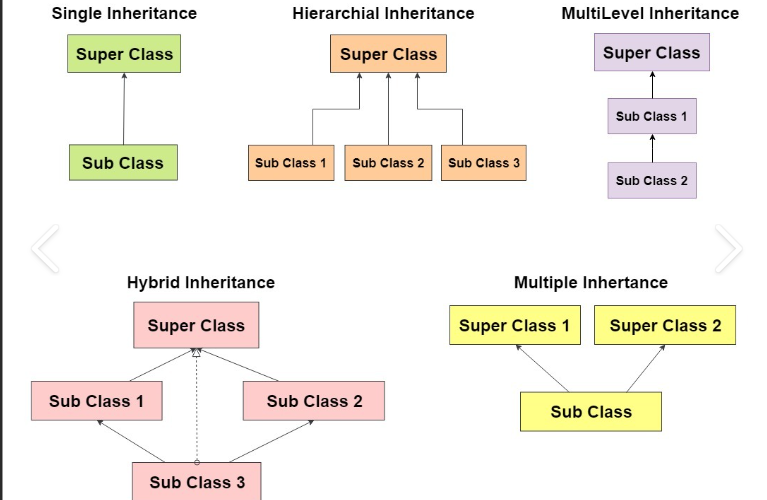 Single Inheritance
Super Class
Sub Class
Hierarchial Inheritance
Super Class
Sub Class 1
Sub Class 2
Sub Class 3
MultiLevel Inheritance
Super Class
Sub Class 1
Sub Class 2
Hybrid Inheritance
Super Class
Sub Class 1
Sub Class 2
Sub Class 3
Multiple Inhertance
Super Class 1
Super Class 2
Sub Class